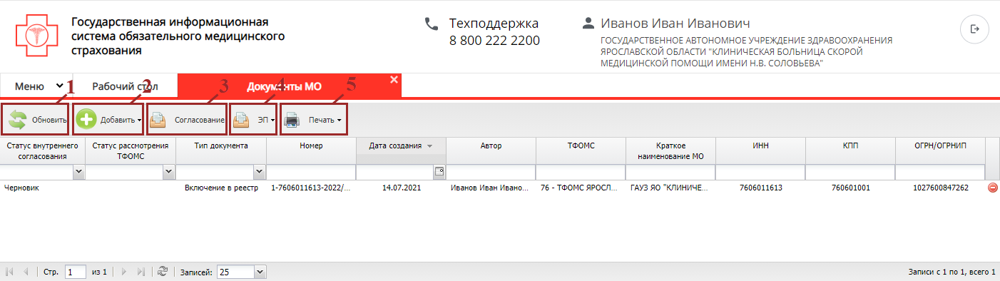 Государственная информационная
система обязательного медицинского
страхования
Техподдержка
8 800 222 2200
Иванов Иван Иванович
ГОСУДАРСТВЕННОЕ АВТОНОМНОЕ УЧРЕЖДЕНИЕ ЗДРАВООХРАНЕНИЯ
ЯРОСЛАВСКОЙ ОБЛАСТИ "КЛИНИЧЕСКАЯ БОЛЬНИЦА СКОРОЙ
МЕДИЦИНСКОЙ ПОМОЩИ ИМЕНИ Н.В. СОЛОВЬЕВА"
Меню Рабочий стол Документы МО
1 2 3 4 5
Обновить Добавить Согласование ЭП Печать
Статус внутреннего согласования Статус рассмотрения ТФОМС Тип документа Номер Дата создания Автор ТФОМС Краткое наименование МО ИНН КПП ОГРН/ОГРНИП
Черновик Включение в реестр 1-7606011613-2022/... 14.07.2021 Иванов Иван Ивано... 76 - ТФОМС ЯРОСЛ... ГАУЗ ЯО "КЛИНИЧЕ... 7606011613 760601001 1027600847262
Стр. 1 из 1 Записей: 25 Записи с 1 по 1, всего 1